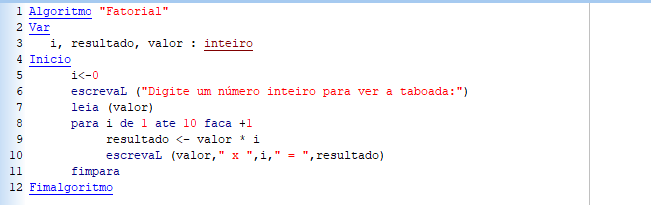 1 Algoritmo "Fatorial"
2 Var
3 i, resultado, valor : inteiro
4 Inicio
5 i<-0
6 escrevaL ("Digite um número inteiro para ver a taboada:")
7 leia (valor)
8 para i de 1 ate 10 faca +1
9 resultado <- valor * i
10 escrevaL (valor," x ",i," = ",resultado)
11 fimpara
12 Fimalgoritmo